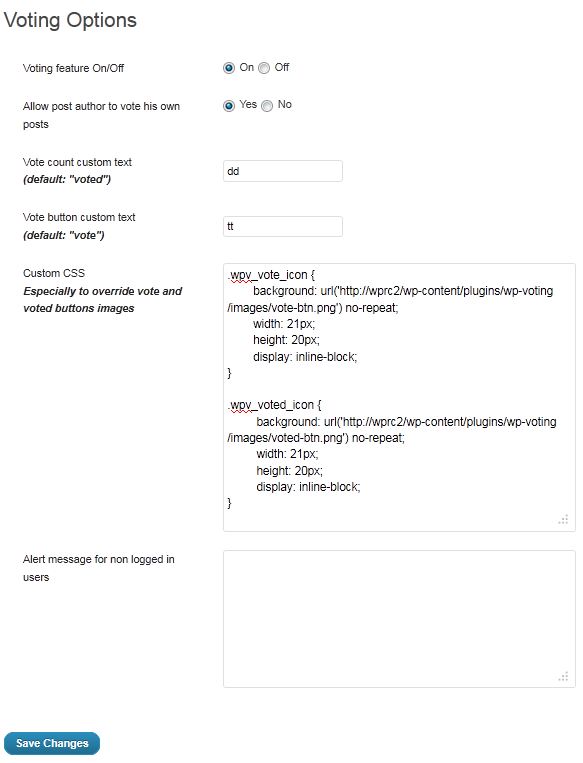 Voting Options
Voting feature On/Off
On Off
Allow post author to vote his own
posts
Yes No
Vote count custom text
(default: "voted")
dd
Vote button custom text
(default: "vote")
tt
Custom CSS
Especially to override vote and
voted buttons images
.wpv_vote_icon {
background: url('http://wprc2/wp-content/plugins/wp-voting
/images/vote-btn.png') no-repeat;
width: 21px;
height: 20px;
display: inline-block;
}
.wpv_voted_icon {
background: url('http://wprc2/wp-content/plugins/wp-voting
/images/voted-btn.png') no-repeat;
width: 21px;
height: 20px;
display: inline-block;
}
Alert message for non logged in
users
Save Changes